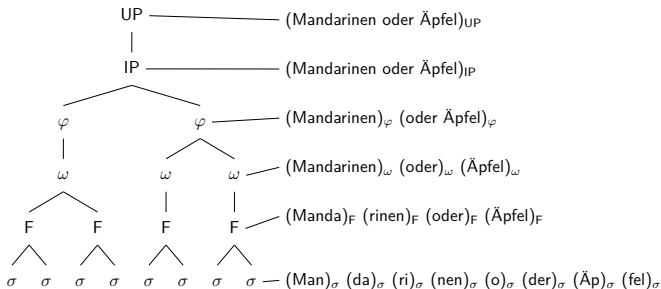 UP (Mandarinen oder Äpfel)UP
IP (Mandarinen oder Äpfel)IP
φ φ (Mandarinen)φ (oder Äpfel)φ
ω ω ω (Mandarinen)ω (oder)ω (Äpfel)ω
F F F F (Manda)F (rinen)F (oder)F (Äpfel)F
σ σ σ σ σ σ σ σ (Man)σ (da)σ (ri)σ (nen)σ (o)σ (der)σ (Äp)σ (fel)σ